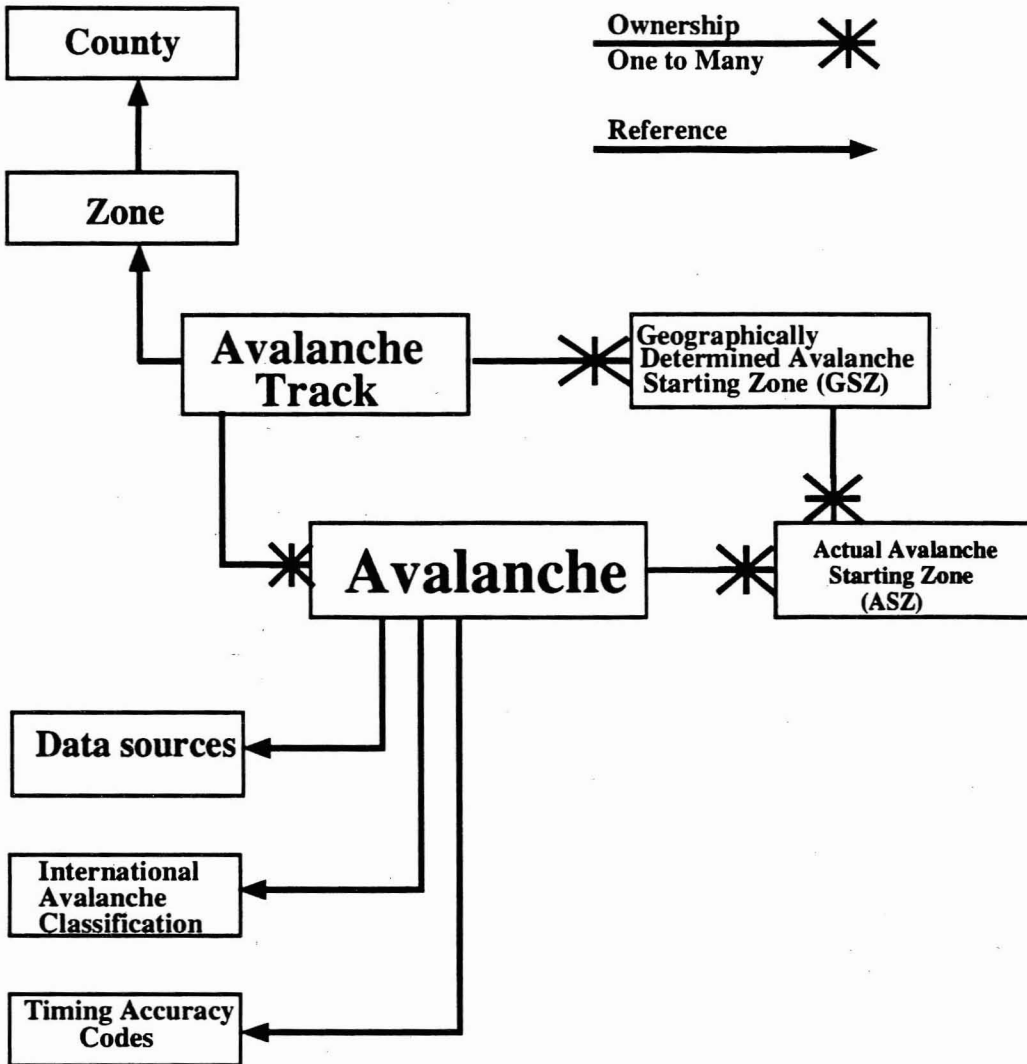 County
Ownership
One to Many
Reference
Zone
Avalanche
Track
Geographically
Determined Avalanche
Starting Zone (GSZ)
Avalanche
Actual Avalanche
Starting Zone
(ASZ)
Data sources
International
Avalanche
Classification
Timing Accuracy
Codes